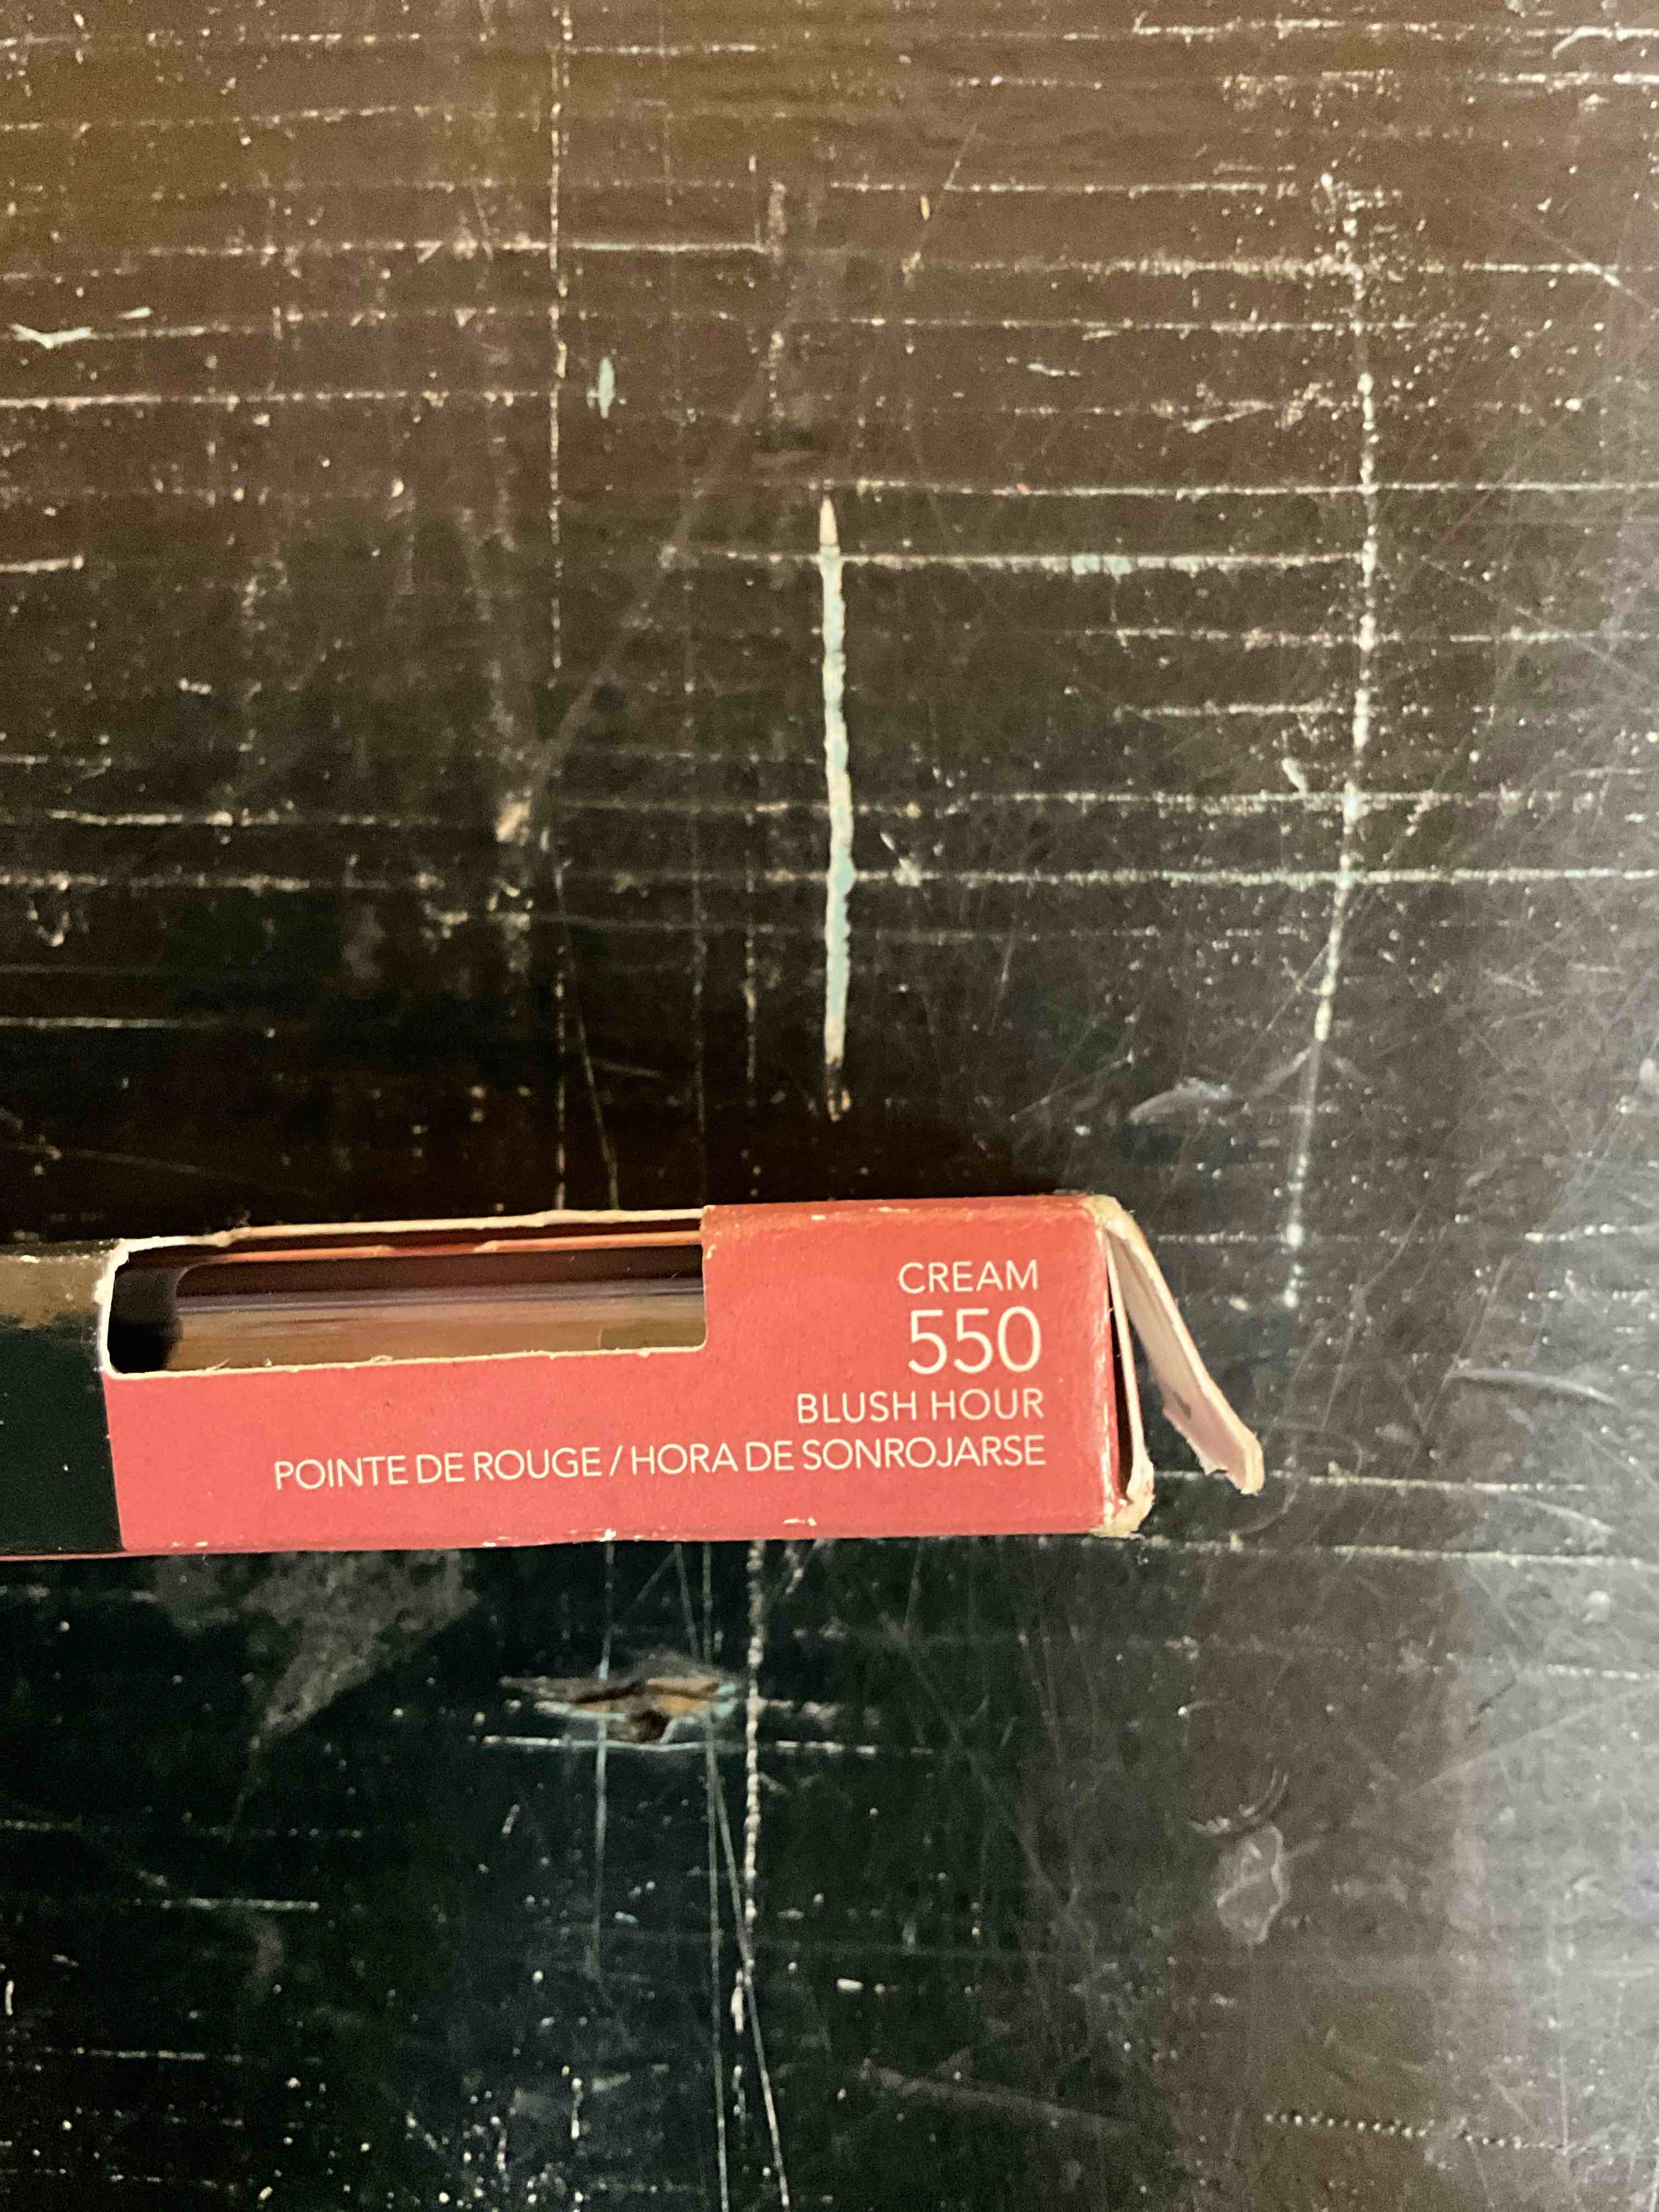 CREAM
550
BLUSH HOUR
POINTE DE ROUGE / HORA DE SONROJARSE